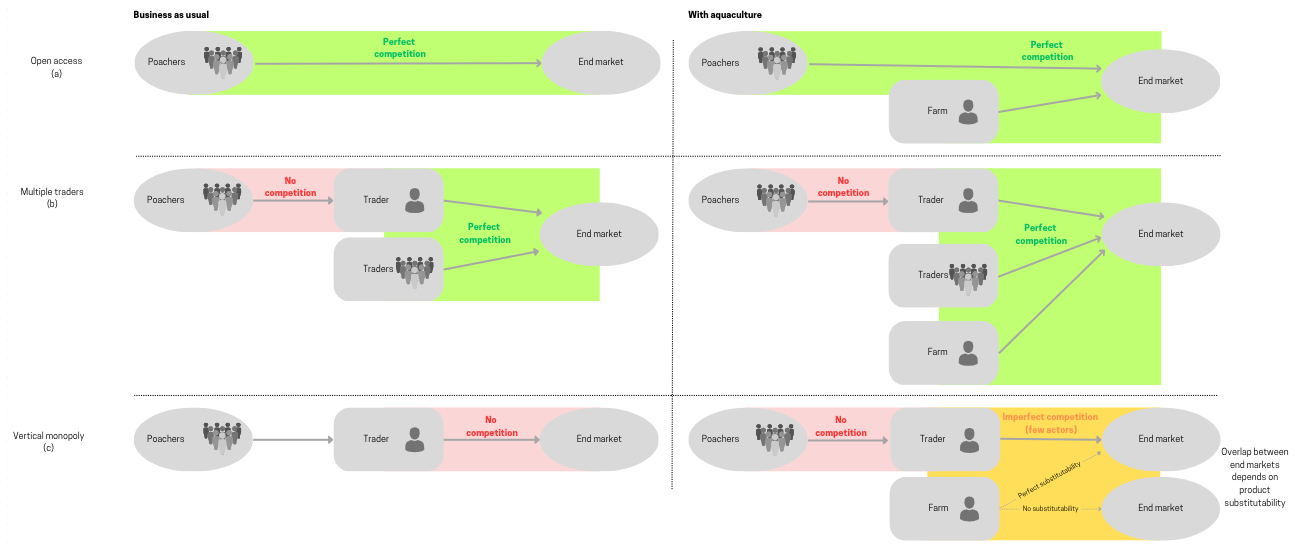 Business as usual
With aquaculture
Open access
(a)
Poachers
Perfect
competition
End market
Poachers
Perfect
competition
End market
Farm
Multiple traders
(b)
Poachers
No
competition
Trader
Perfect
competition
End market
Traders
Poachers
No
competition
Trader
Perfect
competition
End market
Traders
Farm
Vertical monopoly
(c)
Poachers
Trader
No
competition
End market
Poachers
No
competition
Trader
Imperfect competition
(few actors)
End market
Perfect substitutability
Farm
No substitutability
End market
Overlap between
end markets
depends on
product
substitutability